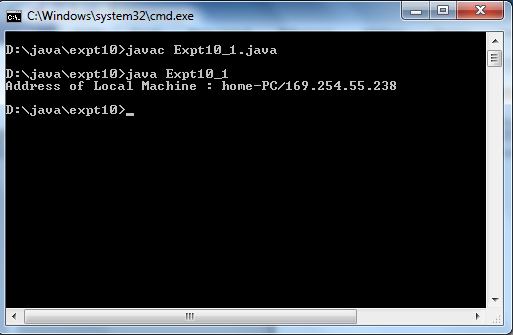 C:\Windows\system32\cmd.exe
D:\java\expt10>javac Expt10_1.java
D:\java\expt10>java Expt10_1
Address of Local Machine : home-PC/169.254.55.238
D:\java\expt10>_